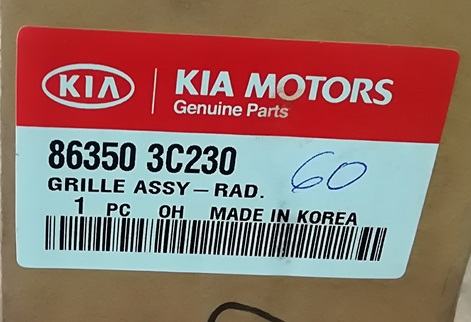 KIA
KIA MOTORS
Genuine Parts
86350 3C230
60
GRILLE ASSY-RAD.
1 PC OH MADE IN KOREA